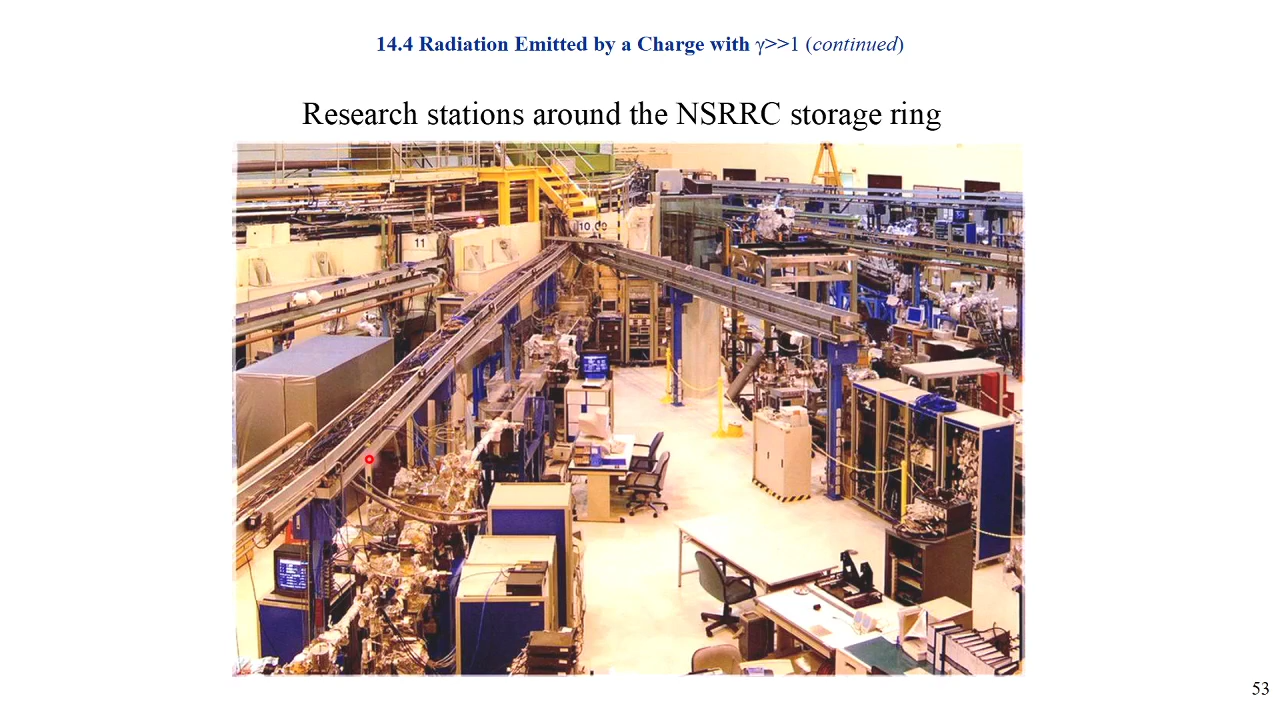 14.4 Radiation Emitted by a Charge with γ>>1 (continued)
Research stations around the NSRRC storage ring
11
10 09
53